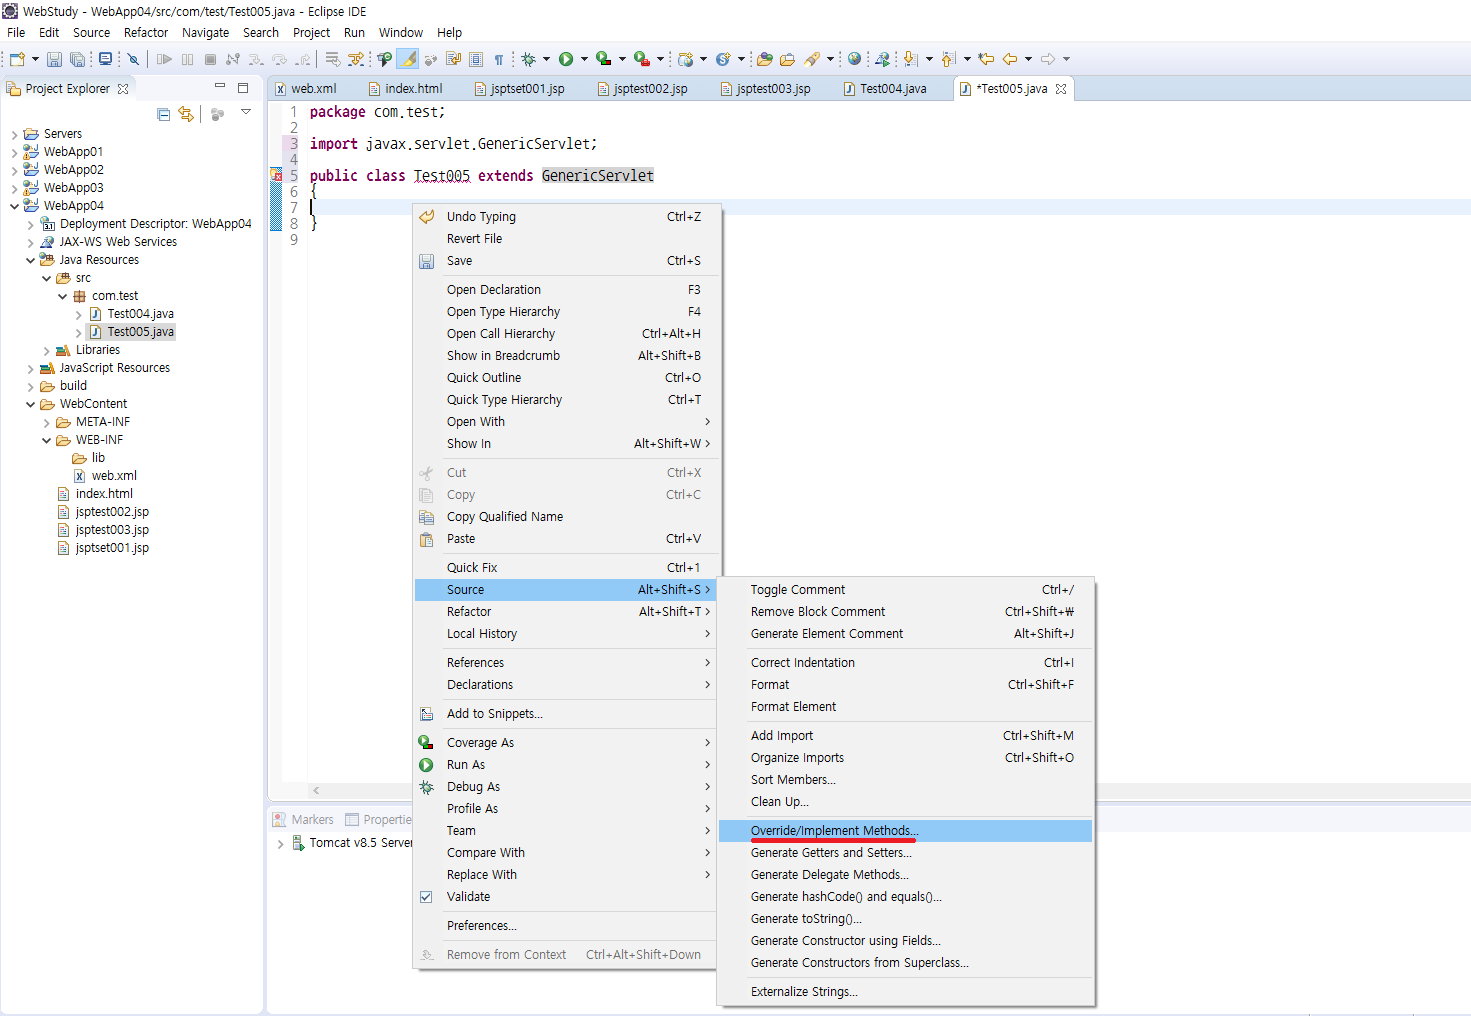 WebStudy - WebApp04/src/com/test/Test005.java - Eclipse IDE
File Edit Source Refactor Navigate Search Project Run Window Help
Project Explorer
web.xml index.html jsptset001.jsp jsptest002.jsp jsptest003.jsp Test004.java *Test005.java
Servers
WebApp01
WebApp02
WebApp03
WebApp04
Deployment Descriptor: WebApp04
JAX-WS Web Services
Java Resources
src
com.test
Test004.java
Test005.java
Libraries
JavaScript Resources
build
WebContent
META-INF
WEB-INF
lib
web.xml
index.html
jsptest002.jsp
jsptest003.jsp
jsptset001.jsp
1 package com.test;
2
3 import javax.servlet.GenericServlet;
4
5 public class Test005 extends GenericServlet
6 {
7
8 }
9
Undo Typing Ctrl+Z
Revert File
Save Ctrl+S
Open Declaration F3
Open Type Hierarchy F4
Open Call Hierarchy Ctrl+Alt+H
Show in Breadcrumb Alt+Shift+B
Quick Outline Ctrl+O
Quick Type Hierarchy Ctrl+T
Open With
Show In Alt+Shift+W
Cut Ctrl+X
Copy Ctrl+C
Copy Qualified Name
Paste Ctrl+V
Quick Fix Ctrl+1
Source Alt+Shift+S
Refactor Alt+Shift+T
Local History
References
Declarations
Add to Snippets...
Coverage As
Run As
Debug As
Profile As
Team
Compare With
Replace With
Validate
Preferences...
Remove from Context Ctrl+Alt+Shift+Down
Toggle Comment Ctrl+/
Remove Block Comment Ctrl+Shift+₩
Generate Element Comment Alt+Shift+J
Correct Indentation Ctrl+I
Format Ctrl+Shift+F
Format Element
Add Import Ctrl+Shift+M
Organize Imports Ctrl+Shift+O
Sort Members...
Clean Up...
Override/Implement Methods...
Generate Getters and Setters...
Generate Delegate Methods...
Generate hashCode() and equals()...
Generate toString()...
Generate Constructor using Fields...
Generate Constructors from Superclass...
Externalize Strings...
Markers Propertie
Tomcat v8.5 Server